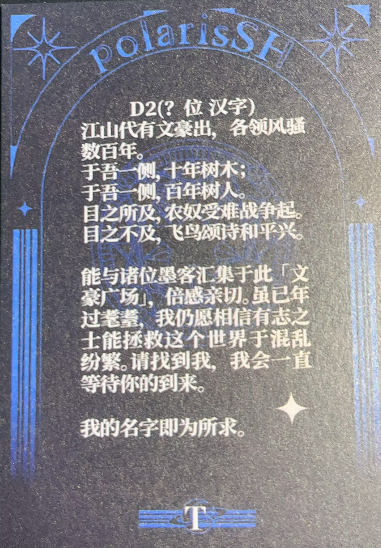 polarisSH
D2(？位 汉字)
江山代有文豪出，各领风骚
数百年。
于吾一侧，十年树木；
于吾一侧，百年树人。
目之所及，农奴受难战争起。
目之不及，飞鸟颂诗和平兴。
能与诸位墨客汇集于此「文
豪广场」，倍感亲切。虽已年
过耄耋，我仍愿相信有志之
士能拯救这个世界于混乱
纷繁。请找到我，我会一直
等待你的到来。
我的名字即为所求。
T